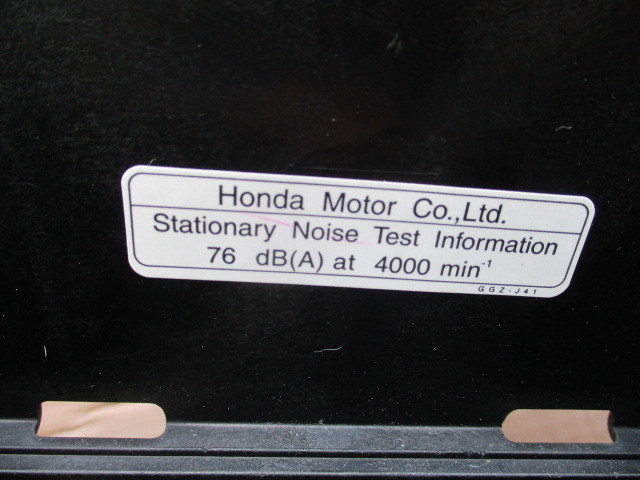 Honda Motor Co.,Ltd.
Stationary Noise Test Information
76 dB(A) at 4000 min⁻¹
GGZ-J41